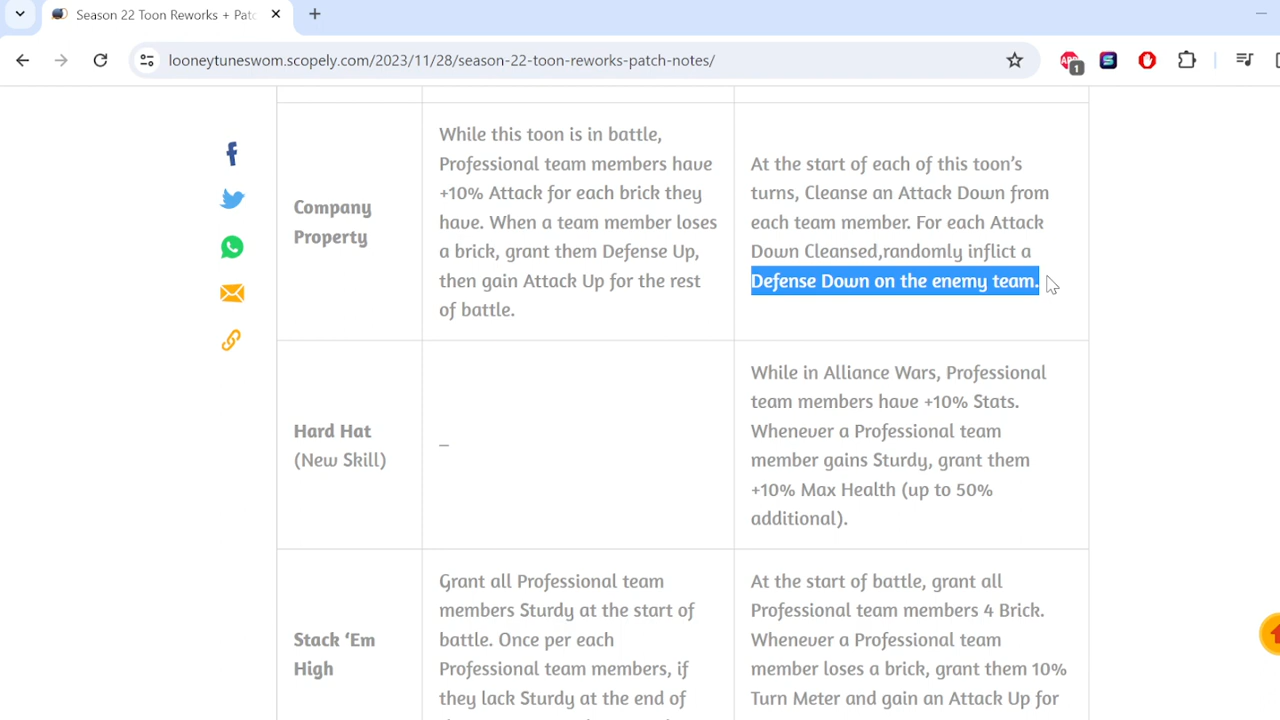 Season 22 Toon Reworks + Patc
looneytuneswom.scopely.com/2023/11/28/season-22-toon-reworks-patch-notes/
1
Company
Property
While this toon is in battle,
Professional team members have
+10% Attack for each brick they
have. When a team member loses
a brick, grant them Defense Up,
then gain Attack Up for the rest
of battle.
At the start of each of this toon’s
turns, Cleanse an Attack Down from
each team member. For each Attack
Down Cleansed,randomly inflict a
Defense Down on the enemy team.
Hard Hat
(New Skill)
–
While in Alliance Wars, Professional
team members have +10% Stats.
Whenever a Professional team
member gains Sturdy, grant them
+10% Max Health (up to 50%
additional).
Stack ‘Em
High
Grant all Professional team
members Sturdy at the start of
battle. Once per each
Professional team members, if
they lack Sturdy at the end of
At the start of battle, grant all
Professional team members 4 Brick.
Whenever a Professional team
member loses a brick, grant them 10%
Turn Meter and gain an Attack Up for